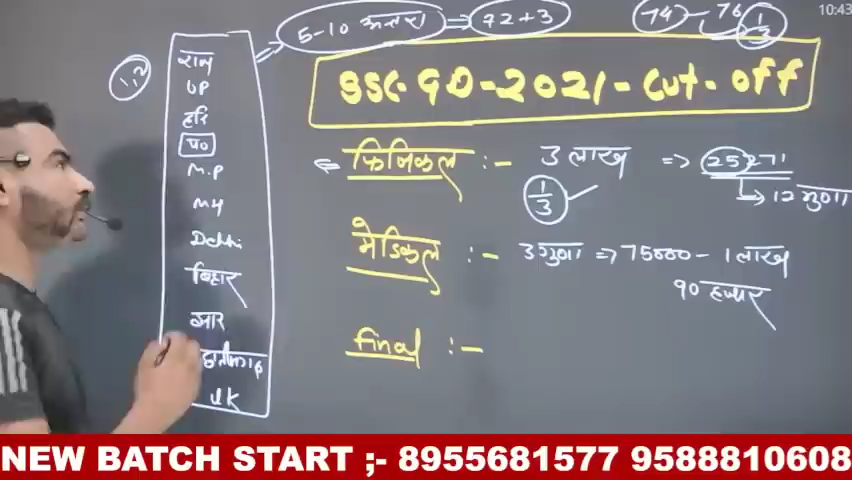 5-10 अन्तर => 72+3
74 - 76 1/3
10:43
SSC-GD-2021-Cut-Off
राज
UP
हरि
M.P
MH
Delhi
बिहार
UK
फिजिकल :- 3 लाख => 25271
1/3
12 गुणा
मेडिकल :- 3 गुणा => 75000 - 1 लाख
90 हजार
Final :-
NEW BATCH START ;- 8955681577 9588810608